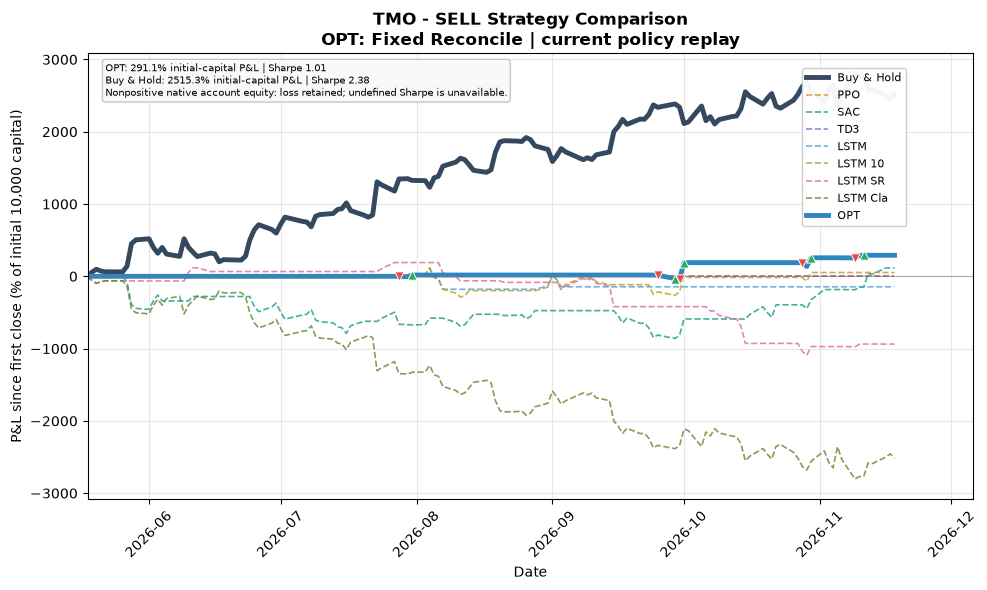 TMO - SELL Strategy Comparison
OPT: Fixed Reconcile | current policy replay
OPT: 291.1% initial-capital P&L | Sharpe 1.01
Buy & Hold: 2515.3% initial-capital P&L | Sharpe 2.38
Nonpositive native account equity: loss retained; undefined Sharpe is unavailable.
Buy & Hold
PPO
SAC
TD3
LSTM
LSTM 10
LSTM SR
LSTM Cla
OPT
P&L since first close (% of initial 10,000 capital)
3000
2000
1000
0
−1000
−2000
−3000
2026-06
2026-07
2026-08
2026-09
2026-10
2026-11
2026-12
Date